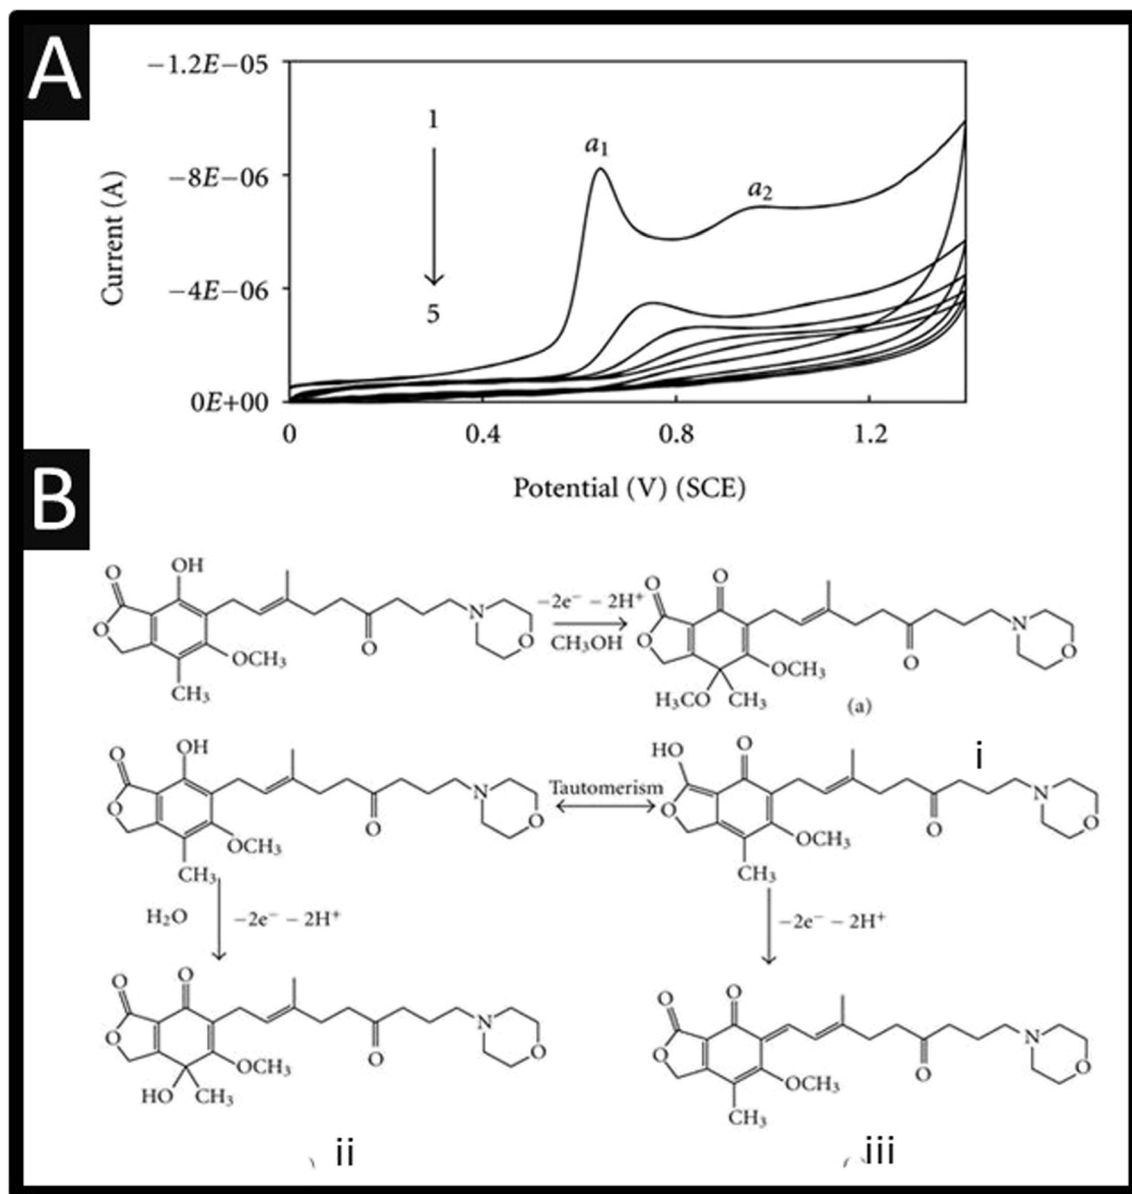 A
−1.2E−05
−8E−06
−4E−06
0E+00
Current (A)
1
5
a1
a2
0
0.4
0.8
1.2
Potential (V) (SCE)
B
O
OH
O
OCH3
CH3
O
N
O
−2e− − 2H+
CH3OH
O
O
O
OCH3
H3CO
CH3
O
N
O
(a)
i
O
OH
O
OCH3
CH3
O
N
O
Tautomerism
HO
O
O
OCH3
CH3
O
N
O
H2O
−2e− − 2H+
−2e− − 2H+
O
O
O
OCH3
HO
CH3
O
N
O
ii
O
O
O
OCH3
CH3
O
N
O
iii